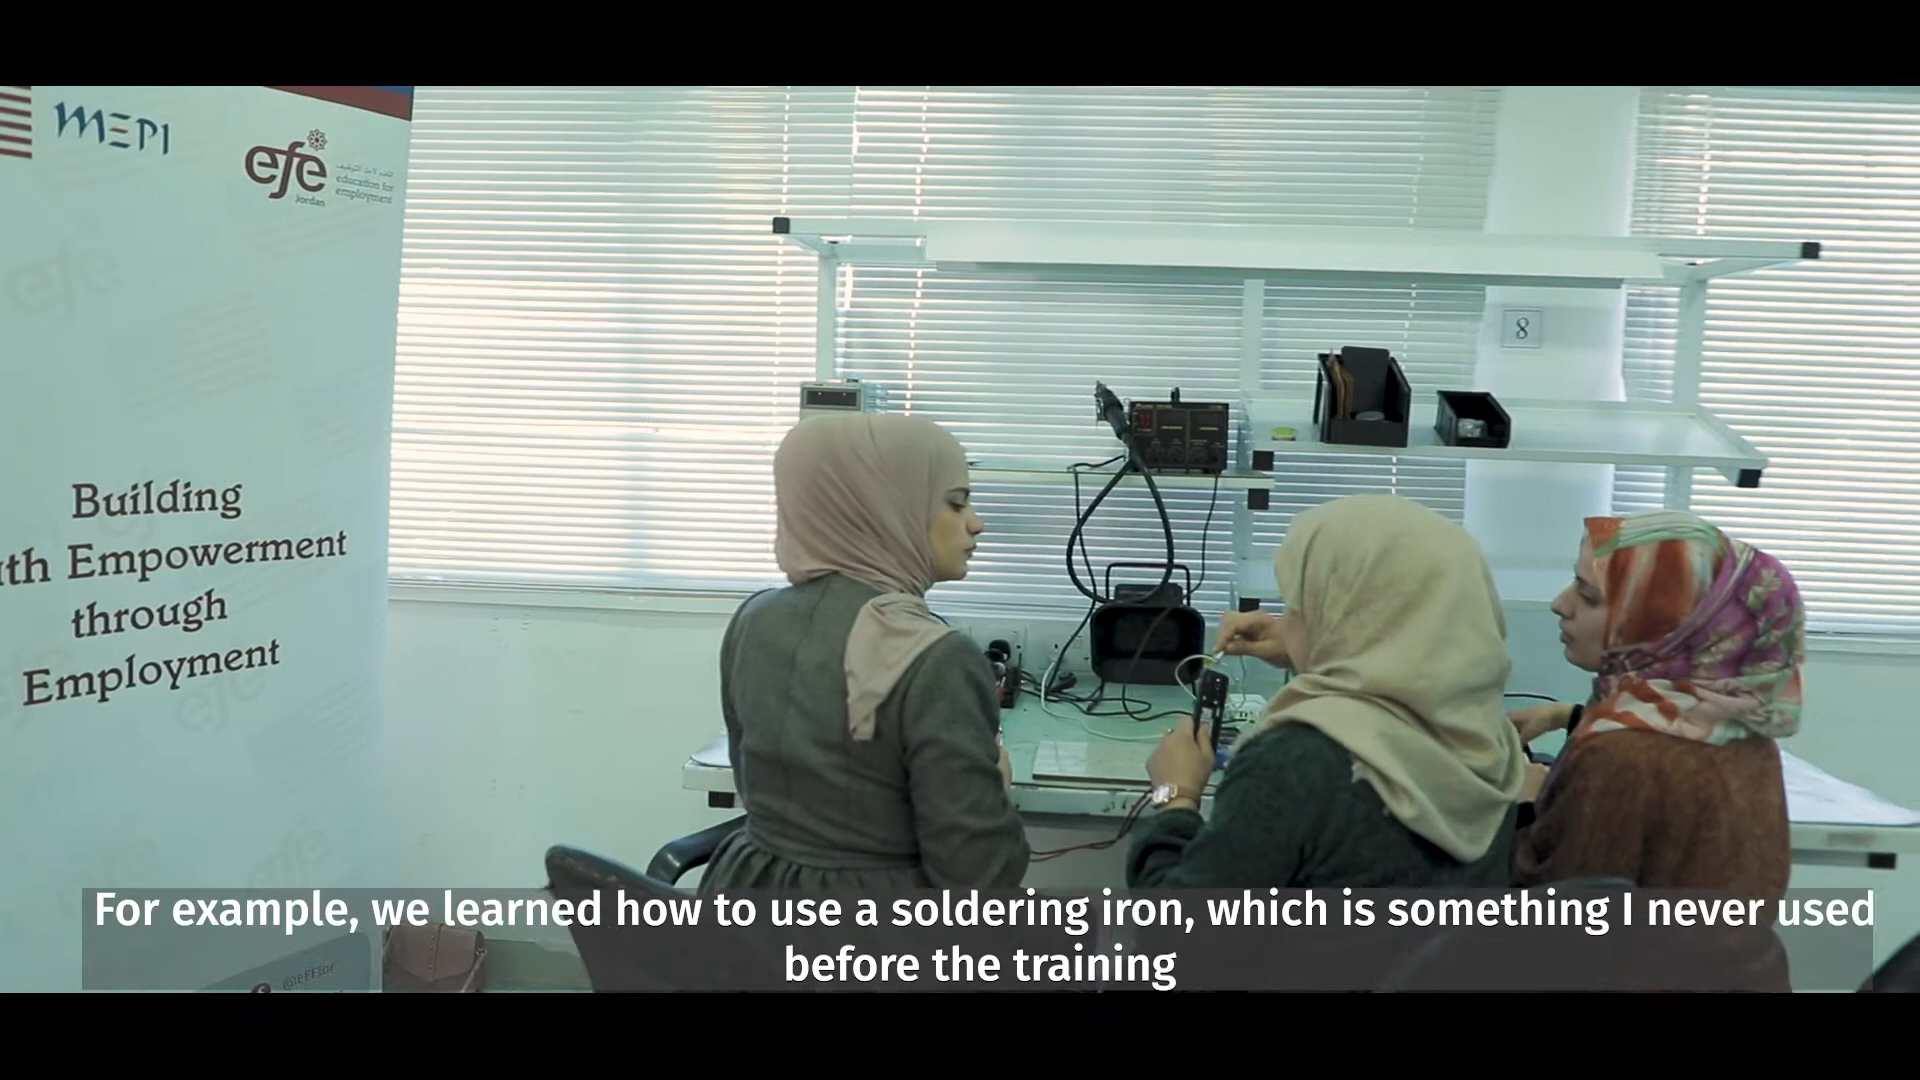 MEPI
efe
education for
employment
Jordan
8
Building
th Empowerment
through
Employment
For example, we learned how to use a soldering iron, which is something I never used
before the training